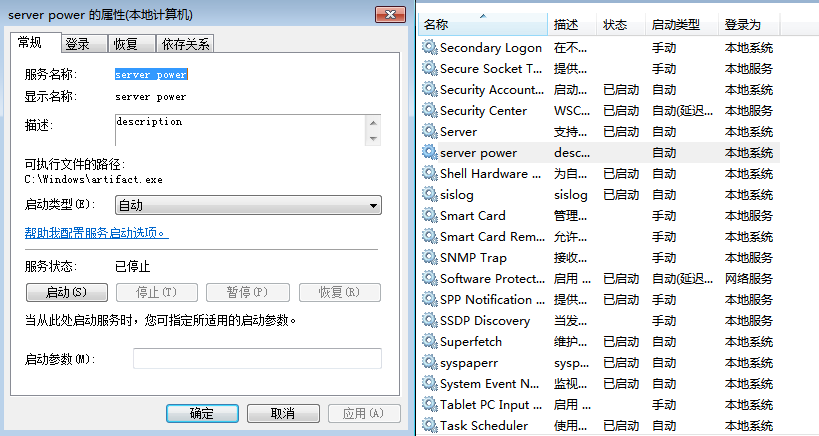 server power 的属性(本地计算机)
常规 登录 恢复 依存关系
服务名称: server power
显示名称: server power
描述: description
可执行文件的路径:
C:\Windows\artifact.exe
启动类型(E): 自动
帮助我配置服务启动选项。
服务状态: 已停止
启动(S) 停止(T) 暂停(P) 恢复(R)
当从此处启动服务时，您可指定所适用的启动参数。
启动参数(M):
确定 取消 应用(A)
名称 描述 状态 启动类型 登录为
Secondary Logon 在不... 手动 本地系统
Secure Socket T... 提供... 手动 本地服务
Security Account... 启动... 已启动 自动 本地系统
Security Center WSC... 已启动 自动(延迟... 本地服务
Server 支持... 已启动 自动 本地系统
server power desc... 自动 本地系统
Shell Hardware ... 为自... 已启动 自动 本地系统
sislog sislog 已启动 自动 本地系统
Smart Card 管理... 手动 本地服务
Smart Card Rem... 允许... 手动 本地系统
SNMP Trap 接收... 手动 本地服务
Software Protect... 启用 ... 已启动 自动(延迟... 网络服务
SPP Notification ... 提供... 已启动 手动 本地服务
SSDP Discovery 当发... 手动 本地服务
Superfetch 维护... 已启动 自动 本地系统
syspaperr sysp... 已启动 自动 本地系统
System Event N... 监视... 已启动 自动 本地系统
Tablet PC Input ... 启用 ... 手动 本地系统
Task Scheduler 使用... 已启动 自动 本地系统